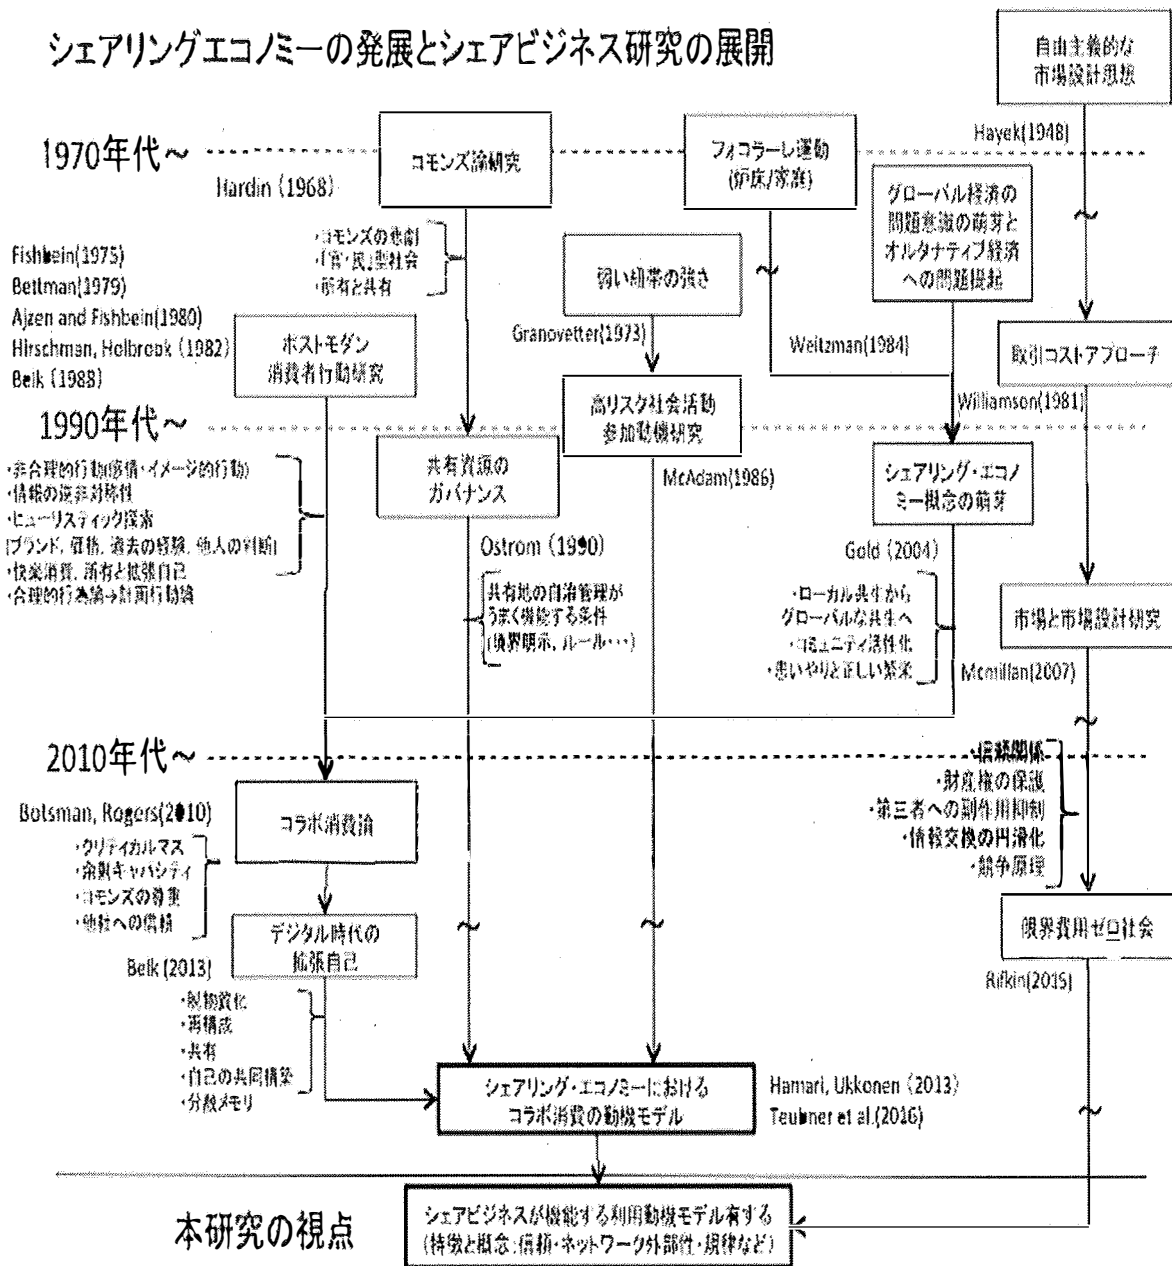 シェアリングエコノミーの発展とシェアビジネス研究の展開
自由主義的な
市場設計思想
Hayek(1948)
1970年代～
Hardin（1968）
コモンズ論研究
フォコラーレ運動
(炉床/家庭)
グローバル経済の
問題意識の萌芽と
オルタナティブ経済
への問題提起
・コモンズの悲劇
・「官・民」型社会
・所有と共有
Fishbein(1975)
Bettman(1979)
Ajzen and Fishbein(1980)
Hirschman, Holbrook（1982)
Belk（1988）
弱い紐帯の強さ
Granovetter(1973)
Weitzman(1984)
ポストモダン
消費者行動研究
取引コストアプローチ
Williamson(1981)
1990年代～
高リスク社会活動
参加動機研究
McAdam(1986)
共有資源の
ガバナンス
Ostrom（1990)
シェアリング・エコノ
ミー概念の萌芽
Gold（2004）
・非合理的行動(感情・イメージ的行動)
・情報の逆非対称性
・ヒューリスティック探索
(ブランド, 価格, 過去の経験, 他人の判断)
・快楽消費, 所有と拡張自己
・合理的行為論→計画行動論
共有地の自治管理が
うまく機能する条件
(境界明示, ルール・・・)
・ローカル共生から
グローバルな共生へ
・コミュニティ活性化
・思いやりと正しい繁栄
市場と市場設計研究
Mcmillan(2007)
2010年代～
・信頼関係
・財産権の保護
・第三者への副作用抑制
・情報交換の円滑化
・競争原理
Botsman, Rogers(2010)
コラボ消費論
・クリティカルマス
・余剰キャパシティ
・コモンズの尊重
・他社への信頼
デジタル時代の
拡張自己
Belk (2013)
限界費用ゼロ社会
Rifkin(2015)
・脱物質化
・再構成
・共有
・自己の共同構築
・分散メモリ
シェアリング・エコノミーにおける
コラボ消費の動機モデル
Hamari, Ukkonen（2013）
Teubner et al.(2016)
本研究の視点
シェアビジネスが機能する利用動機モデル有する
(特徴と概念:信頼・ネットワーク外部性・規律など)